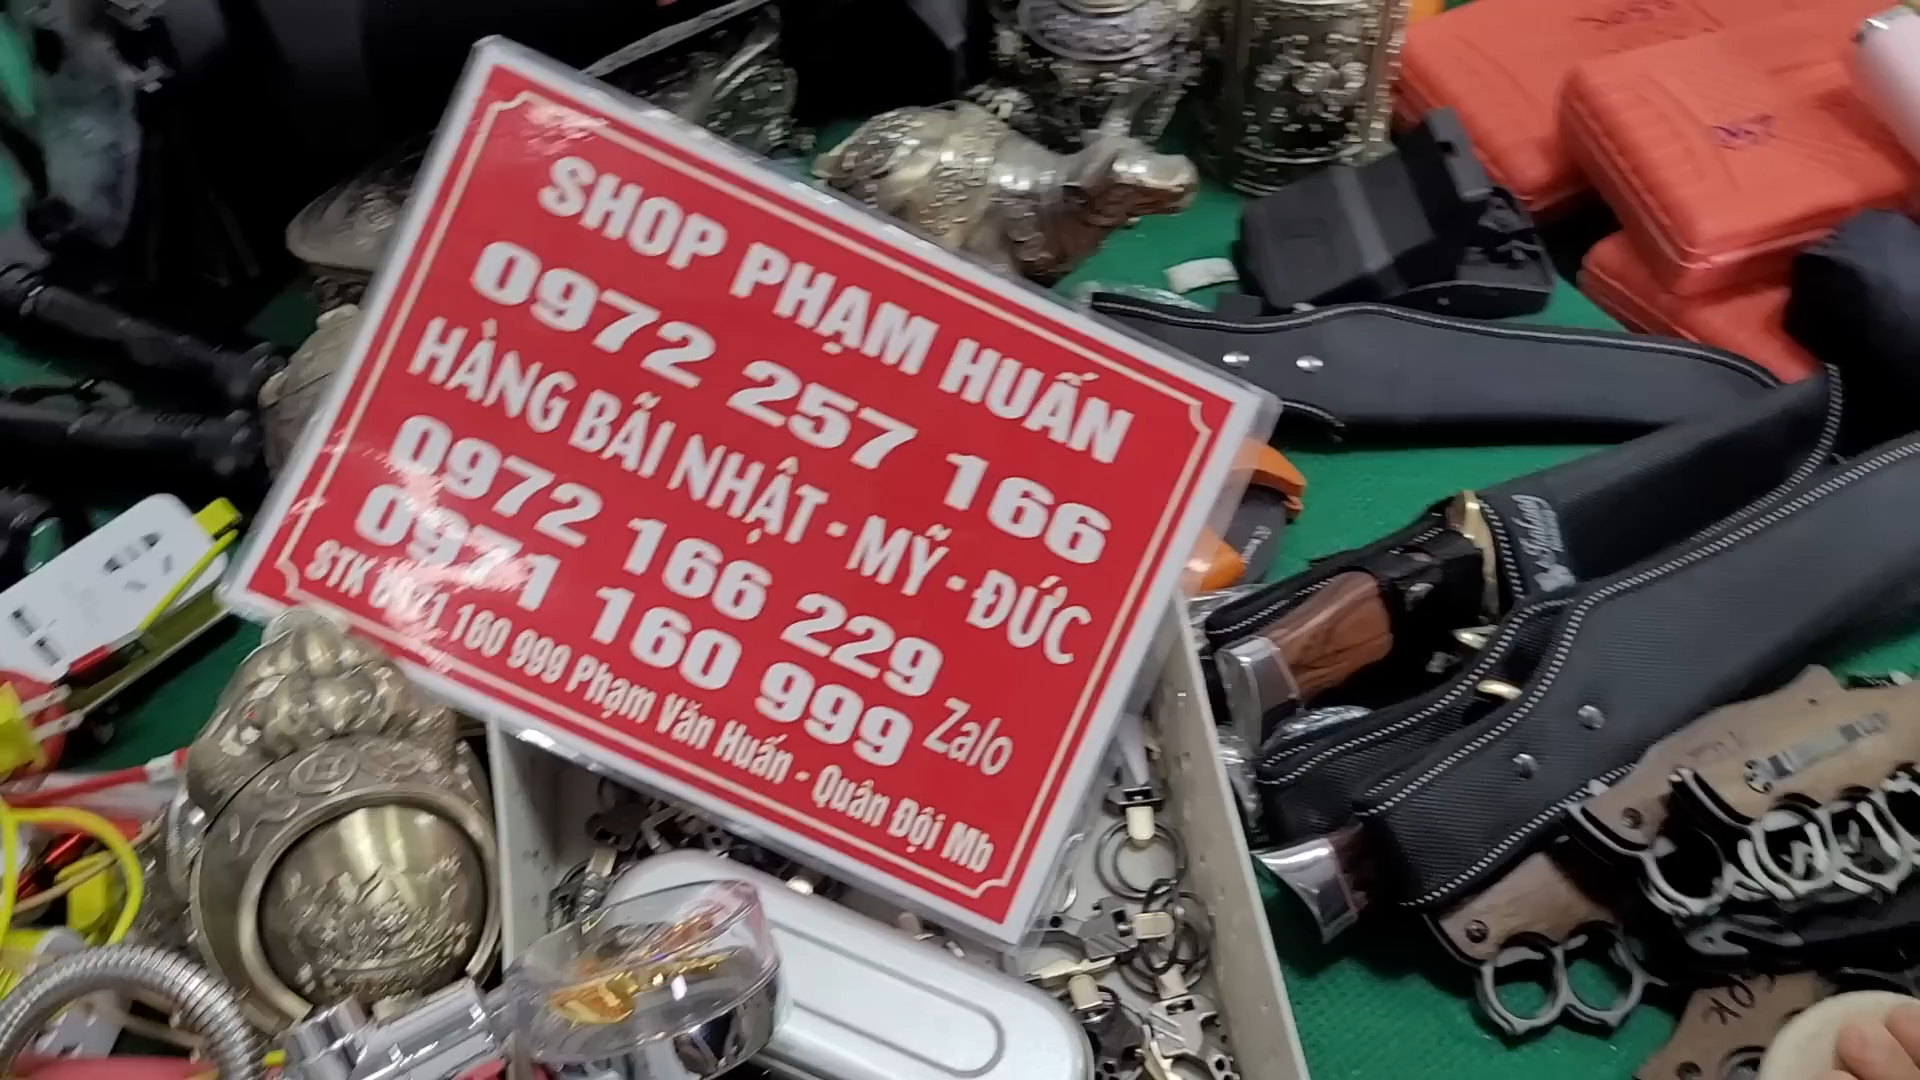 SHOP PHẠM HUẤN
0972 257 166
HÀNG BÃI NHẬT - MỸ - ĐỨC
0972 166 229
0971 160 999 Zalo
STK 0971 160 999 Phạm Văn Huấn - Quân Đội Mb